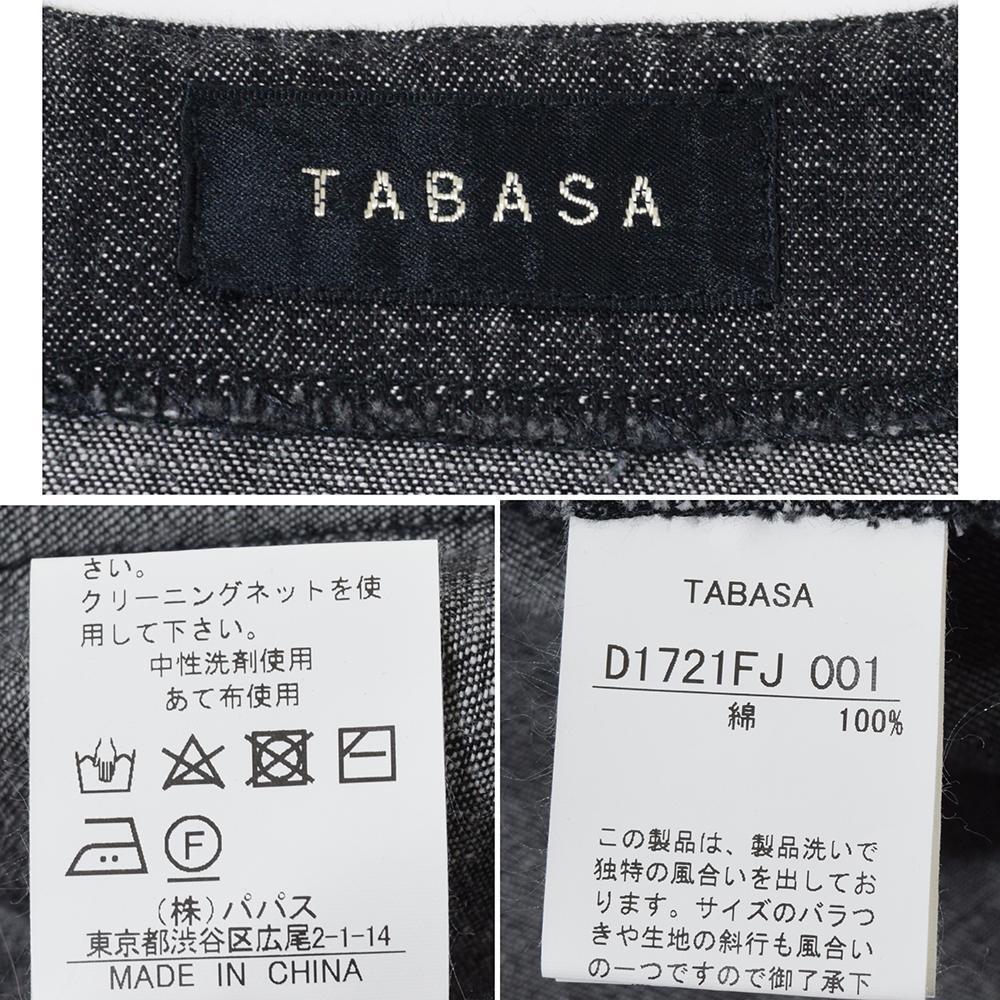 TABASA
さい。
クリーニングネットを使
用して下さい。
中性洗剤使用
あて布使用
F
(株)パパス
東京都渋谷区広尾2-1-14
MADE IN CHINA
TABASA
D1721FJ 001
綿 100%
この製品は、製品洗いで
独特の風合いを出してお
ります。サイズのバラつ
きや生地の斜行も風合い
の一つですので御了承下